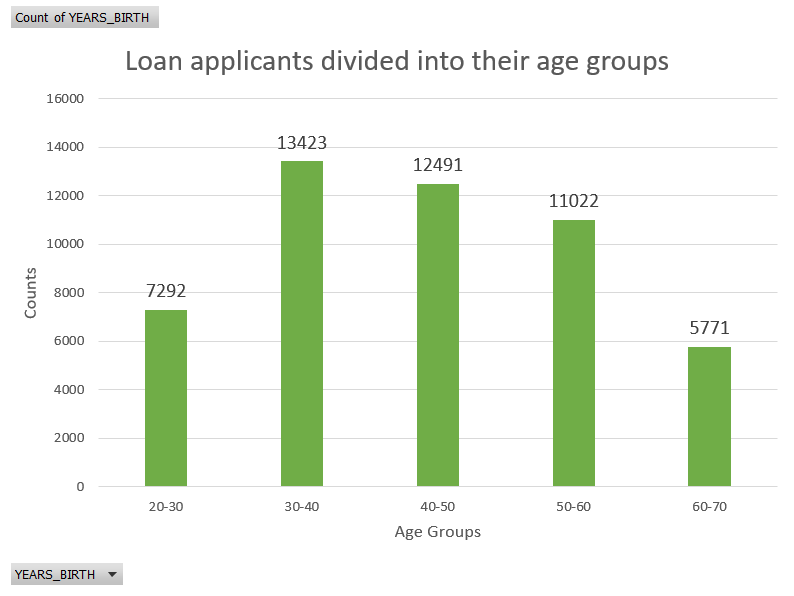 Count of YEARS_BIRTH
Loan applicants divided into their age groups
16000
14000
12000
10000
8000
6000
4000
2000
0
Counts
7292
13423
12491
11022
5771
20-30 30-40 40-50 50-60 60-70
Age Groups
YEARS_BIRTH